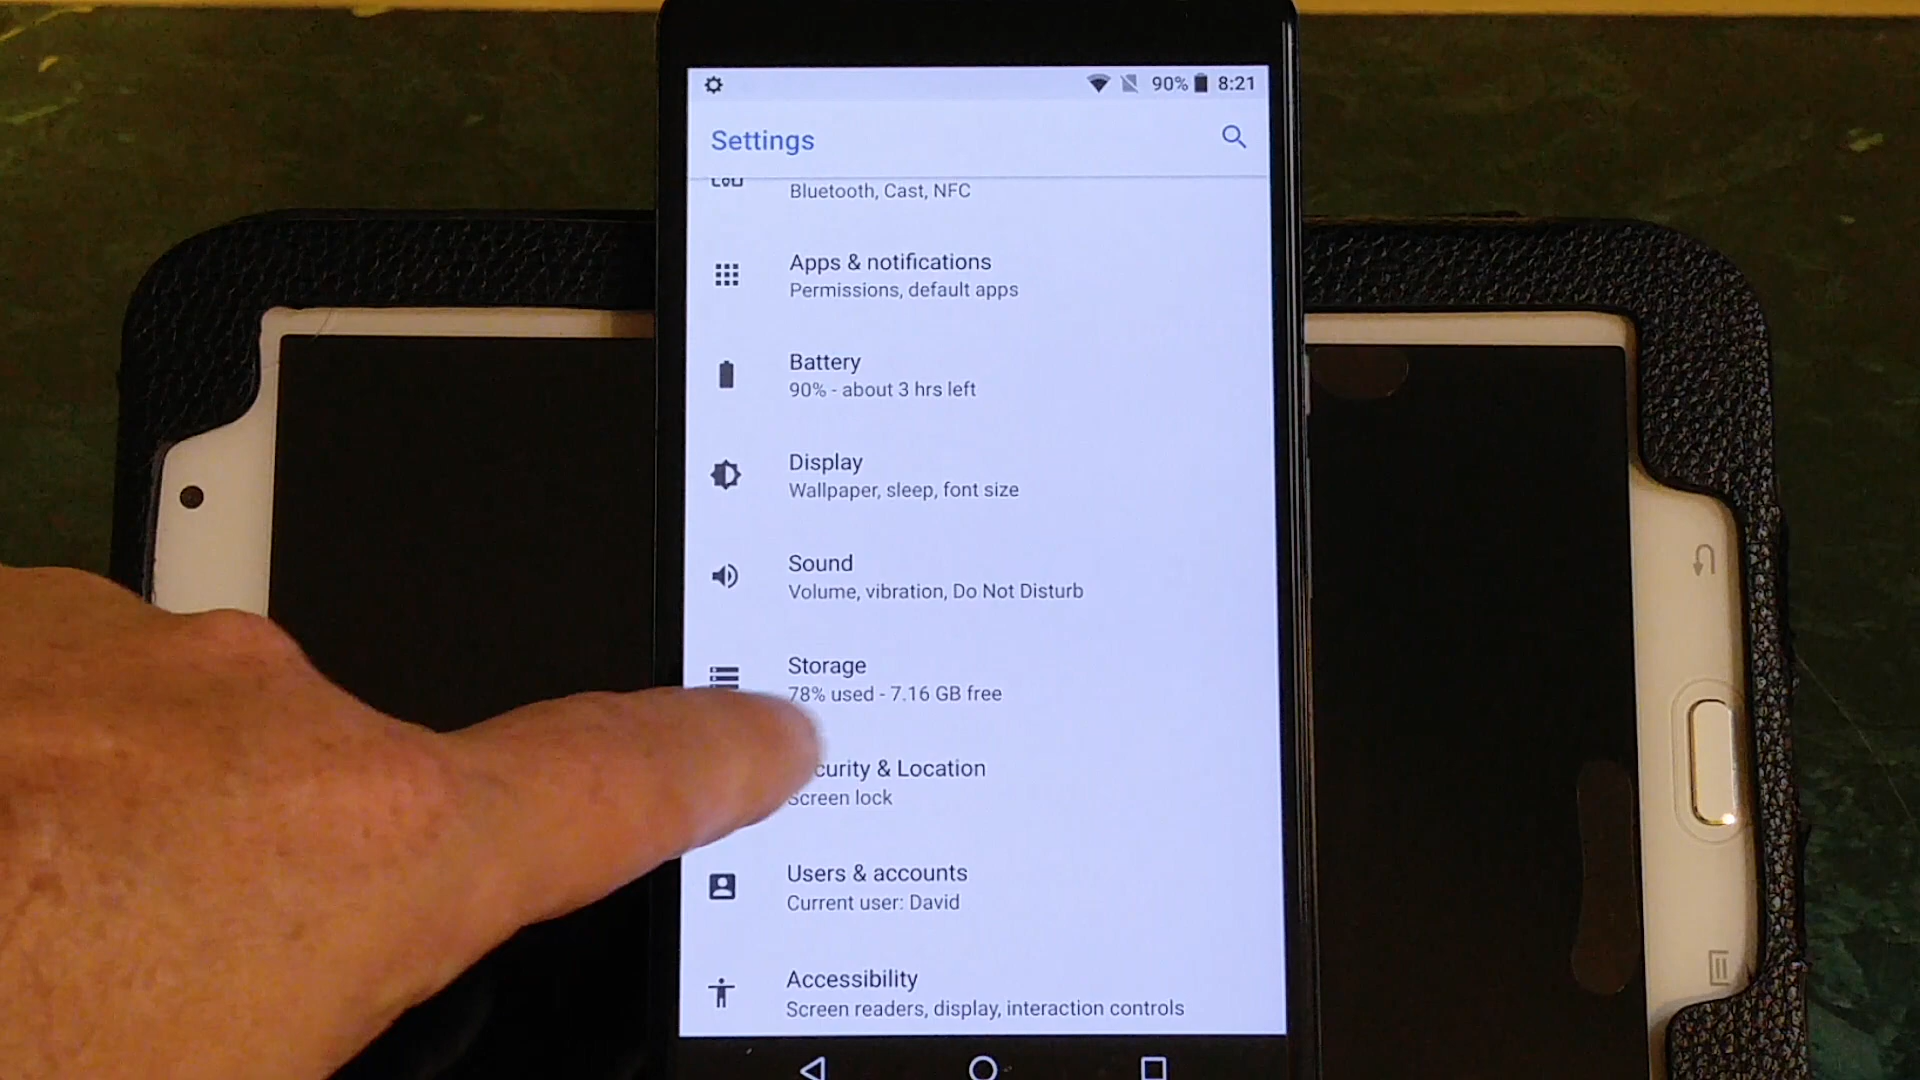 90% 8:21
Settings
Bluetooth, Cast, NFC
Apps & notifications
Permissions, default apps
Battery
90% - about 3 hrs left
Display
Wallpaper, sleep, font size
Sound
Volume, vibration, Do Not Disturb
Storage
78% used - 7.16 GB free
curity & Location
Screen lock
Users & accounts
Current user: David
Accessibility
Screen readers, display, interaction controls